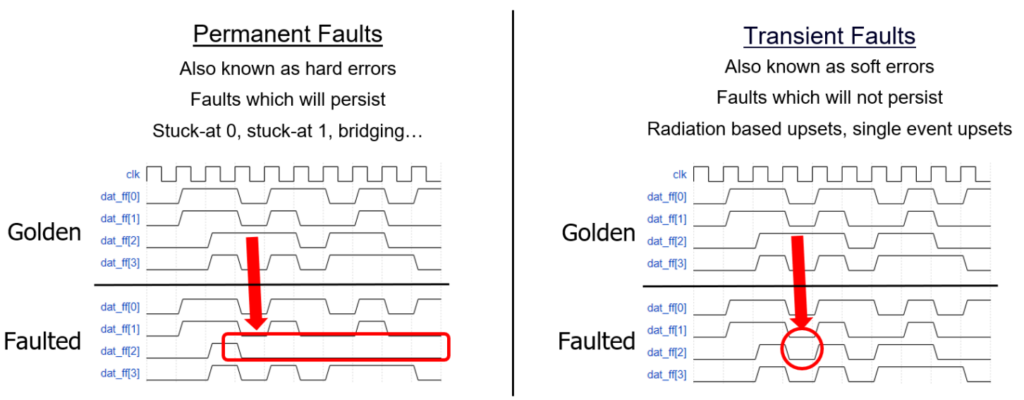 Permanent Faults
Also known as hard errors
Faults which will persist
Stuck-at 0, stuck-at 1, bridging…
Golden
clk
dat_ff[0]
dat_ff[1]
dat_ff[2]
dat_ff[3]
Faulted
dat_ff[0]
dat_ff[1]
dat_ff[2]
dat_ff[3]
Transient Faults
Also known as soft errors
Faults which will not persist
Radiation based upsets, single event upsets
Golden
clk
dat_ff[0]
dat_ff[1]
dat_ff[2]
dat_ff[3]
Faulted
dat_ff[0]
dat_ff[1]
dat_ff[2]
dat_ff[3]